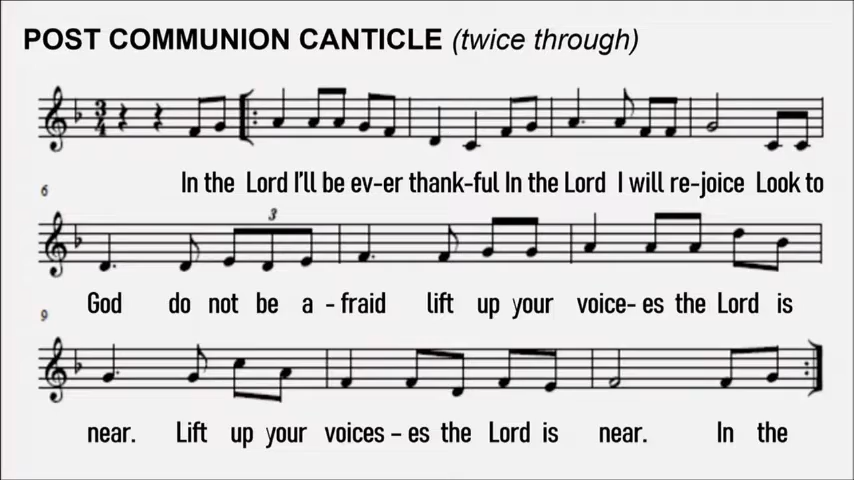 POST COMMUNION CANTICLE (twice through)
3
4
In the Lord I'll be ev-er thank-ful In the Lord I will re-joice Look to
6
3
God do not be a - fraid lift up your voice- es the Lord is
9
near. Lift up your voices - es the Lord is near. In the